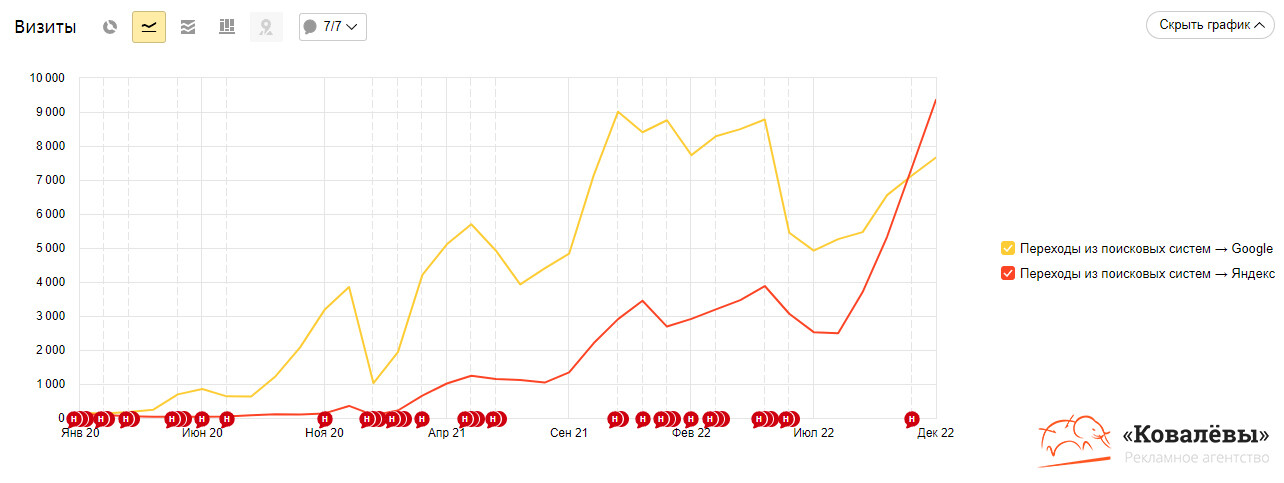 Визиты
7/7
Скрыть график
10 000
9 000
8 000
7 000
6 000
5 000
4 000
3 000
2 000
1 000
0
Н Н Н Н Н Н Н Н Н Н Н Н Н Н Н Н Н Н Н Н
Янв 20 Июн 20 Ноя 20 Апр 21 Сен 21 Фев 22 Июл 22 Дек 22
Переходы из поисковых систем → Google
Переходы из поисковых систем → Яндекс
«Ковалёвы»
Рекламное агентство